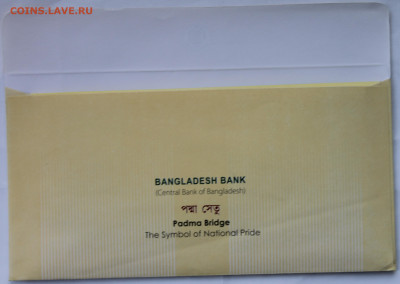 COINS.LAVE.RU
BANGLADESH BANK
(Central Bank of Bangladesh)
পদ্মা সেতু
Padma Bridge
The Symbol of National Pride